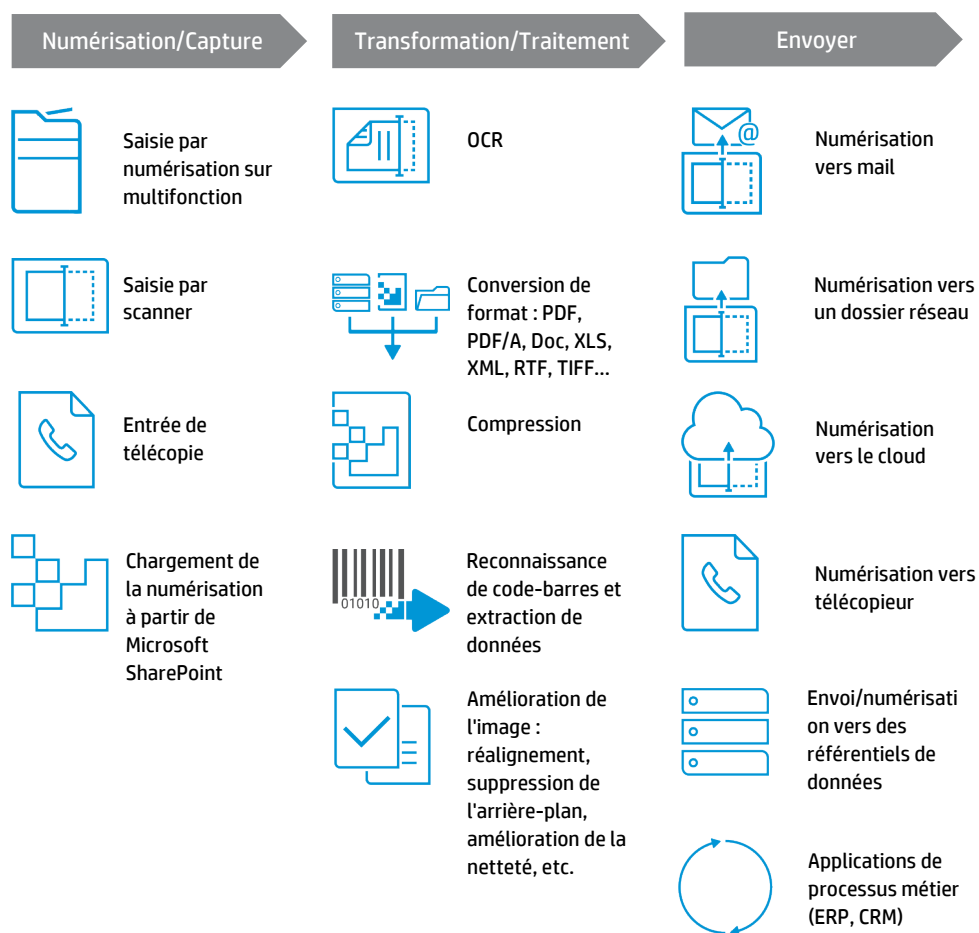 Numérisation/Capture
Saisie par
numérisation sur
multifonction
Saisie par
scanner
Entrée de
télécopie
Chargement de
la numérisation
à partir de
Microsoft
SharePoint
Transformation/Traitement
OCR
Conversion de
format : PDF,
PDF/A, Doc, XLS,
XML, RTF, TIFF...
Compression
01010
Reconnaissance
de code-barres et
extraction de
données
Amélioration de
l'image :
réalignement,
suppression de
l'arrière-plan,
amélioration de la
netteté, etc.
Envoyer
@
Numérisation
vers mail
Numérisation vers
un dossier réseau
Numérisation
vers le cloud
Numérisation vers
télécopieur
Envoi/numérisati
on vers des
référentiels de
données
Applications de
processus métier
(ERP, CRM)